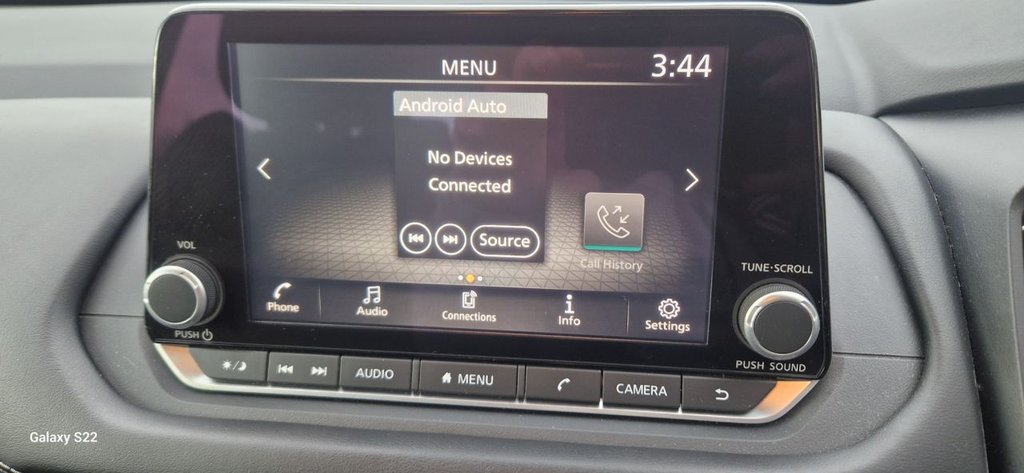 MENU
3:44
Android Auto
No Devices
Connected
Source
Call History
VOL
PUSH
TUNE·SCROLL
PUSH SOUND
Phone
Audio
Connections
Info
Settings
AUDIO
MENU
CAMERA
Galaxy S22